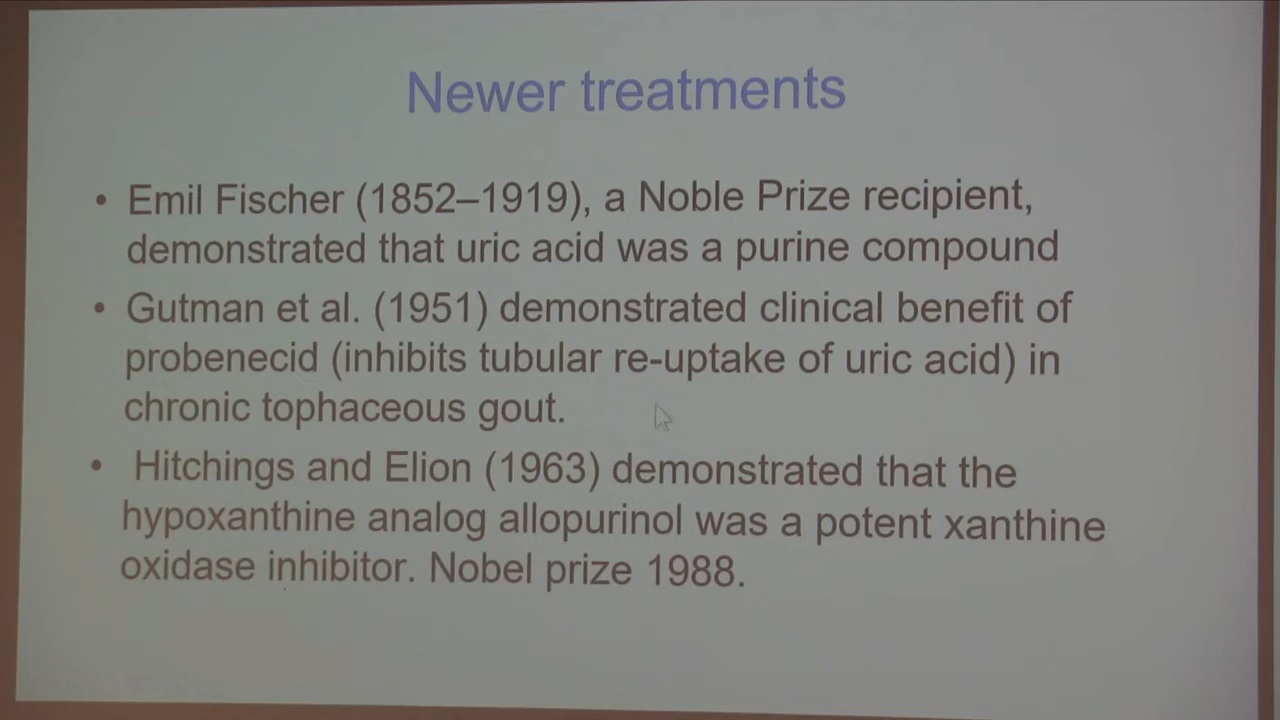 Newer treatments
• Emil Fischer (1852–1919), a Noble Prize recipient,
demonstrated that uric acid was a purine compound
• Gutman et al. (1951) demonstrated clinical benefit of
probenecid (inhibits tubular re-uptake of uric acid) in
chronic tophaceous gout.
• Hitchings and Elion (1963) demonstrated that the
hypoxanthine analog allopurinol was a potent xanthine
oxidase inhibitor. Nobel prize 1988.